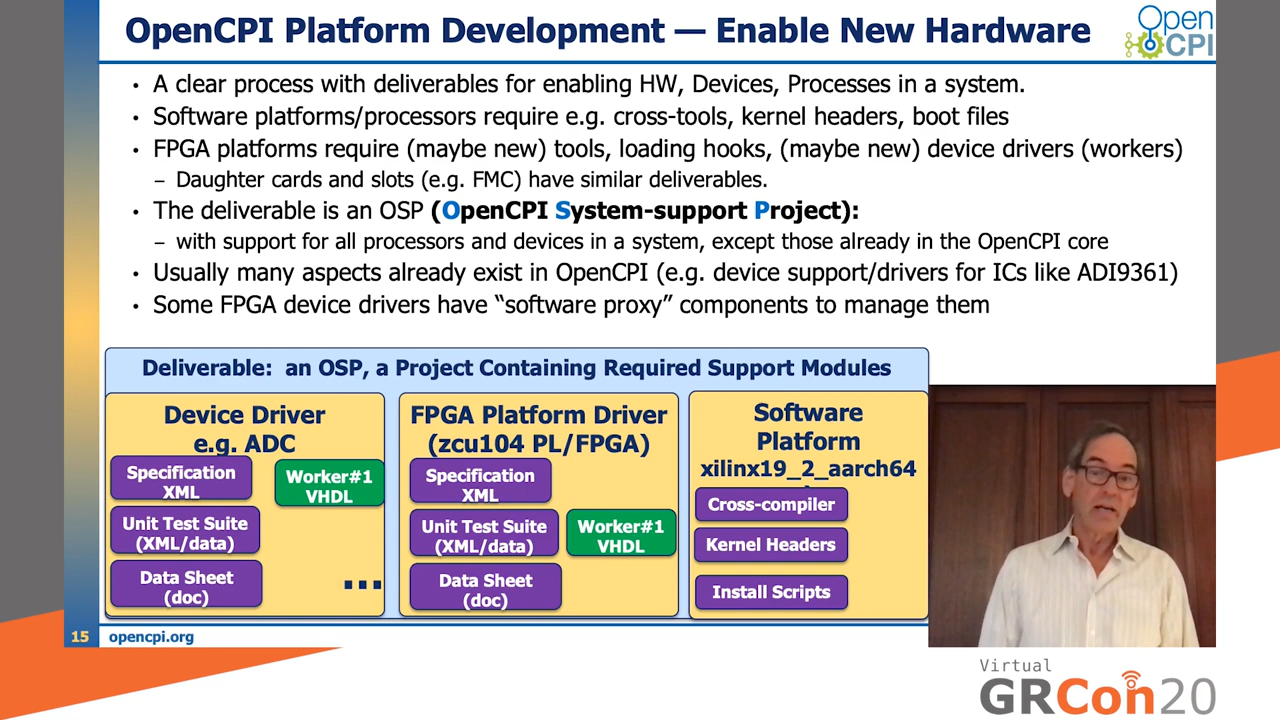 OpenCPI Platform Development — Enable New Hardware
Open
CPI
• A clear process with deliverables for enabling HW, Devices, Processes in a system.
• Software platforms/processors require e.g. cross-tools, kernel headers, boot files
• FPGA platforms require (maybe new) tools, loading hooks, (maybe new) device drivers (workers)
– Daughter cards and slots (e.g. FMC) have similar deliverables.
• The deliverable is an OSP (OpenCPI System-support Project):
– with support for all processors and devices in a system, except those already in the OpenCPI core
• Usually many aspects already exist in OpenCPI (e.g. device support/drivers for ICs like ADI9361)
• Some FPGA device drivers have “software proxy” components to manage them
Deliverable: an OSP, a Project Containing Required Support Modules
Device Driver
e.g. ADC
Specification
XML
Worker#1
VHDL
Unit Test Suite
(XML/data)
Data Sheet
(doc)
...
FPGA Platform Driver
(zcu104 PL/FPGA)
Specification
XML
Unit Test Suite
(XML/data)
Worker#1
VHDL
Data Sheet
(doc)
Software
Platform
xilinx19_2_aarch64
Cross-compiler
Kernel Headers
Install Scripts
15
opencpi.org
Virtual
GRCon20